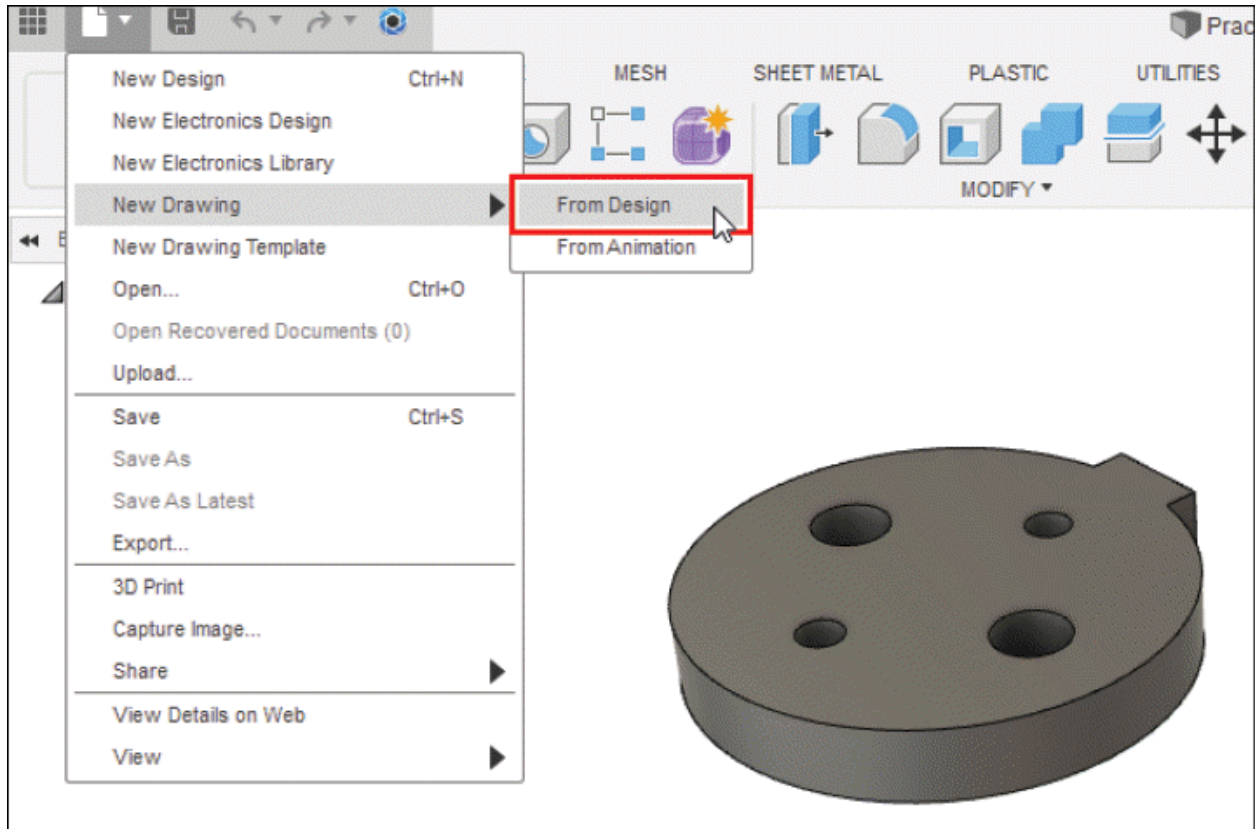 Prac
MESH
SHEET METAL
PLASTIC
UTILITIES
MODIFY
New Design Ctrl+N
New Electronics Design
New Electronics Library
New Drawing
From Design
New Drawing Template
From Animation
Open... Ctrl+O
Open Recovered Documents (0)
Upload...
Save Ctrl+S
Save As
Save As Latest
Export...
3D Print
Capture Image...
Share
View Details on Web
View